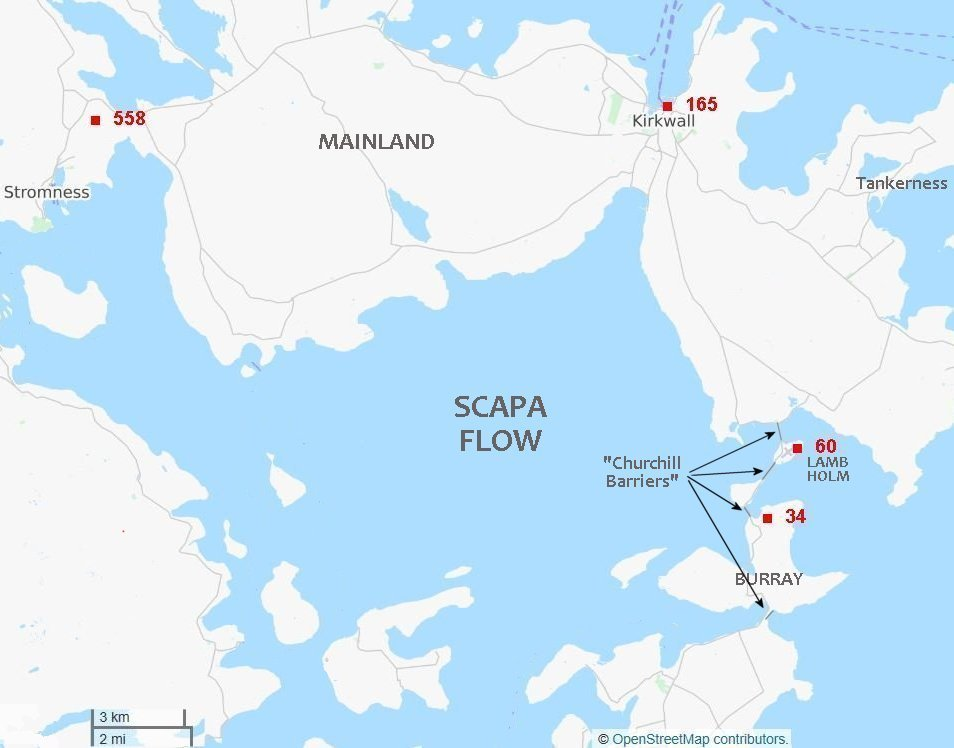 165
Kirkwall
558
MAINLAND
Tankerness
Stromness
SCAPA
FLOW
"Churchill
Barriers"
60
LAMB
HOLM
34
BURRAY
3 km
2 mi
© OpenStreetMap contributors.